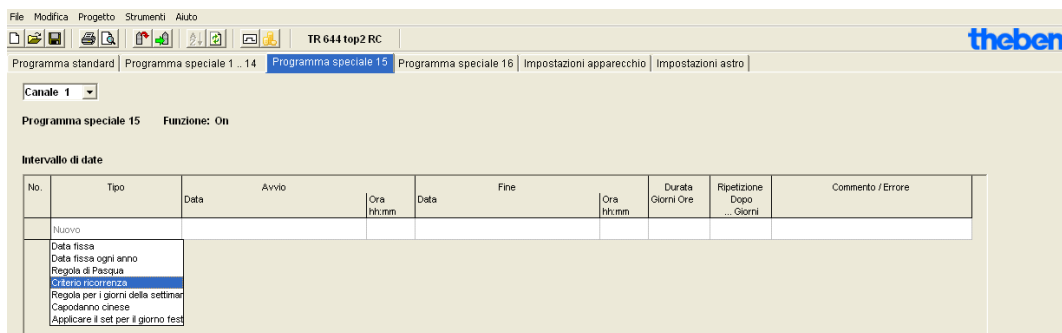 File Modifica Progetto Strumenti Aiuto
TR 644 top2 RC
theben
Programma standard Programma speciale 1 .. 14 Programma speciale 15 Programma speciale 16 Impostazioni apparecchio Impostazioni astro
Canale 1
Programma speciale 15 Funzione: On
Intervallo di date
No. Tipo Avvio Fine Durata Ripetizione Commento / Errore
Data Ora Data Ora Giorni Ore Dopo
hh:mm hh:mm ... Giorni
Nuovo
Data fissa
Data fissa ogni anno
Regola di Pasqua
Criterio ricorrenza
Regola per i giorni della settimar
Capodanno cinese
Applicare il set per il giorno fest